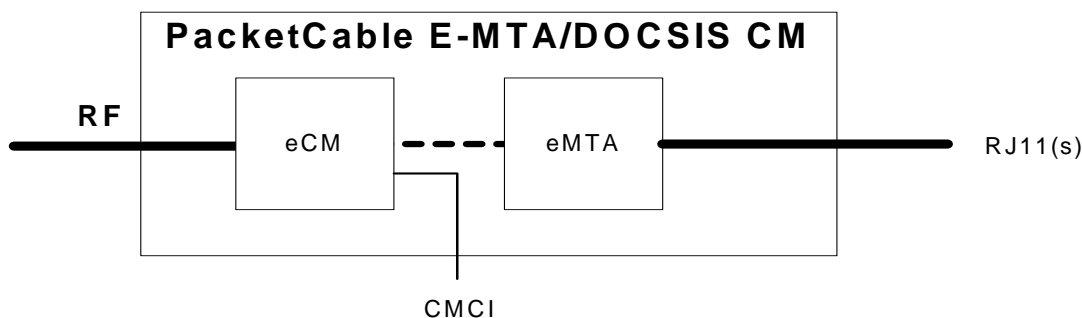 PacketCable E-MTA/DOCSIS CM
RF
eCM
eMTA
RJ11(s)
CMCI